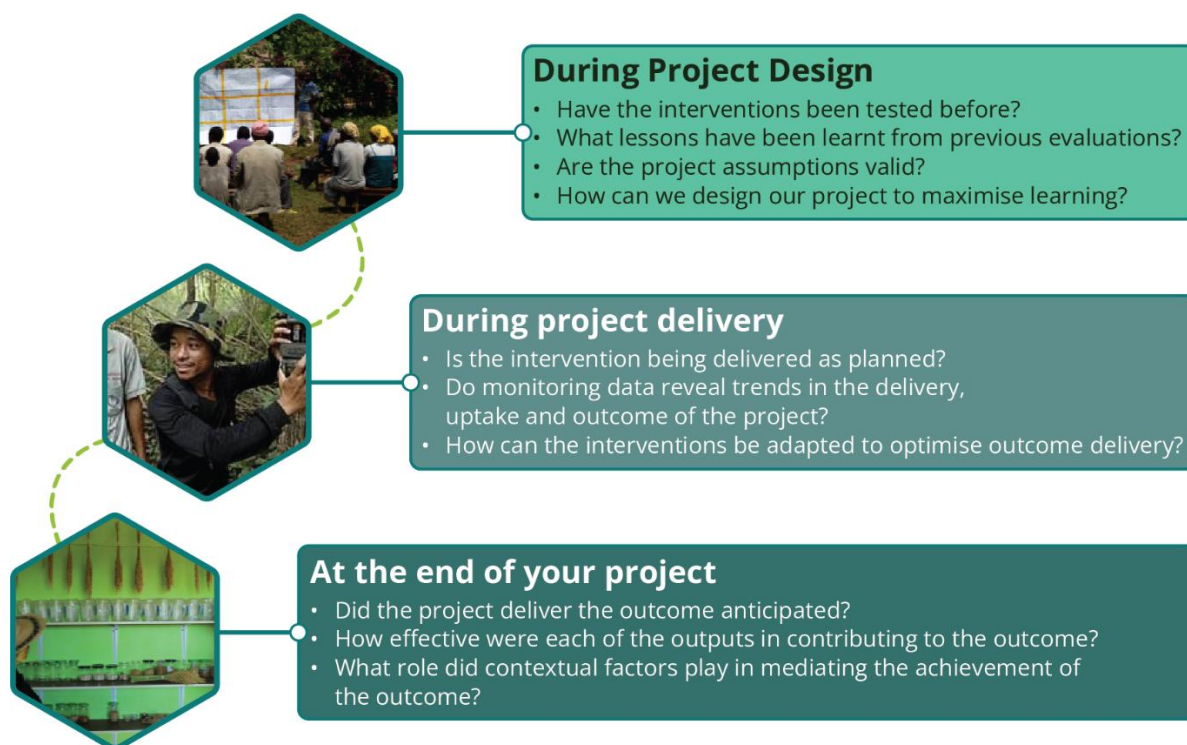 During Project Design
• Have the interventions been tested before?
• What lessons have been learnt from previous evaluations?
• Are the project assumptions valid?
• How can we design our project to maximise learning?
During project delivery
• Is the intervention being delivered as planned?
• Do monitoring data reveal trends in the delivery,
uptake and outcome of the project?
• How can the interventions be adapted to optimise outcome delivery?
At the end of your project
• Did the project deliver the outcome anticipated?
• How effective were each of the outputs in contributing to the outcome?
• What role did contextual factors play in mediating the achievement of
the outcome?